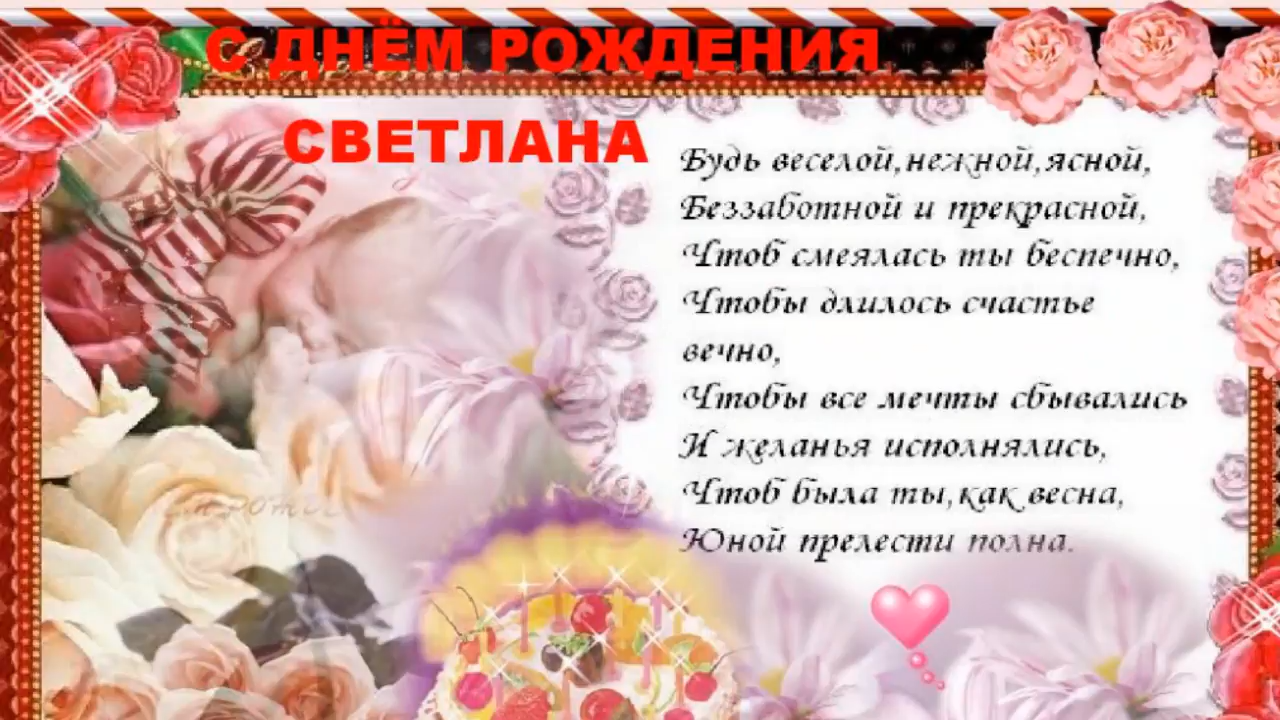 С ДНЁМ РОЖДЕНИЯ
СВЕТЛАНА
Будь веселой,нежной,ясной,
Беззаботной и прекрасной,
Чтоб смеялась ты беспечно,
Чтобы длилось счастье
вечно,
Чтобы все мечты сбывались
И желанья исполнялись,
Чтоб была ты,как весна,
Юной прелести полна.